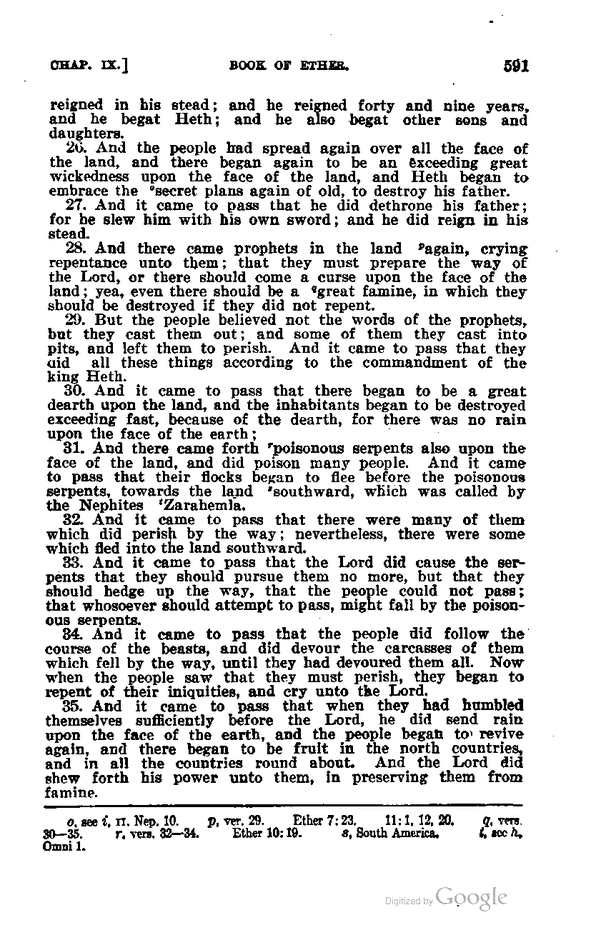 CHAP. IX.] BOOK OF ETHER. 591
reigned in his stead; and he reigned forty and nine years,
and he begat Heth; and he also begat other sons and
daughters.
26. And the people had spread again over all the face of
the land, and there began again to be an exceeding great
wickedness upon the face of the land, and Heth began to
embrace the °secret plans again of old, to destroy his father.
27. And it came to pass that he did dethrone his father;
for he slew him with his own sword; and he did reign in his
stead.
28. And there came prophets in the land ᵖagain, crying
repentance unto them; that they must prepare the way of
the Lord, or there should come a curse upon the face of the
land; yea, even there should be a ᑫgreat famine, in which they
should be destroyed if they did not repent.
29. But the people believed not the words of the prophets,
but they cast them out; and some of them they cast into
pits, and left them to perish. And it came to pass that they
did all these things according to the commandment of the
king Heth.
30. And it came to pass that there began to be a great
dearth upon the land, and the inhabitants began to be destroyed
exceeding fast, because of the dearth, for there was no rain
upon the face of the earth;
31. And there came forth ʳpoisonous serpents also upon the
face of the land, and did poison many people. And it came
to pass that their flocks began to flee before the poisonous
serpents, towards the land ˢsouthward, which was called by
the Nephites ᵗZarahemla.
32. And it came to pass that there were many of them
which did perish by the way; nevertheless, there were some
which fled into the land southward.
33. And it came to pass that the Lord did cause the ser-
pents that they should pursue them no more, but that they
should hedge up the way, that the people could not pass;
that whosoever should attempt to pass, might fall by the poison-
ous serpents.
34. And it came to pass that the people did follow the
course of the beasts, and did devour the carcasses of them
which fell by the way, until they had devoured them all. Now
when the people saw that they must perish, they began to
repent of their iniquities, and cry unto the Lord.
35. And it came to pass that when they had humbled
themselves sufficiently before the Lord, he did send rain
upon the face of the earth, and the people began to revive
again, and there began to be fruit in the north countries,
and in all the countries round about. And the Lord did
shew forth his power unto them, in preserving them from
famine.
o, see i, II. Nep. 10. p, ver. 29. Ether 7:23. 11:1, 12, 20. q, vers.
30—35. r, vers. 32—34. Ether 10:19. s, South America. t, see h,
Omni 1.
Digitized by Google